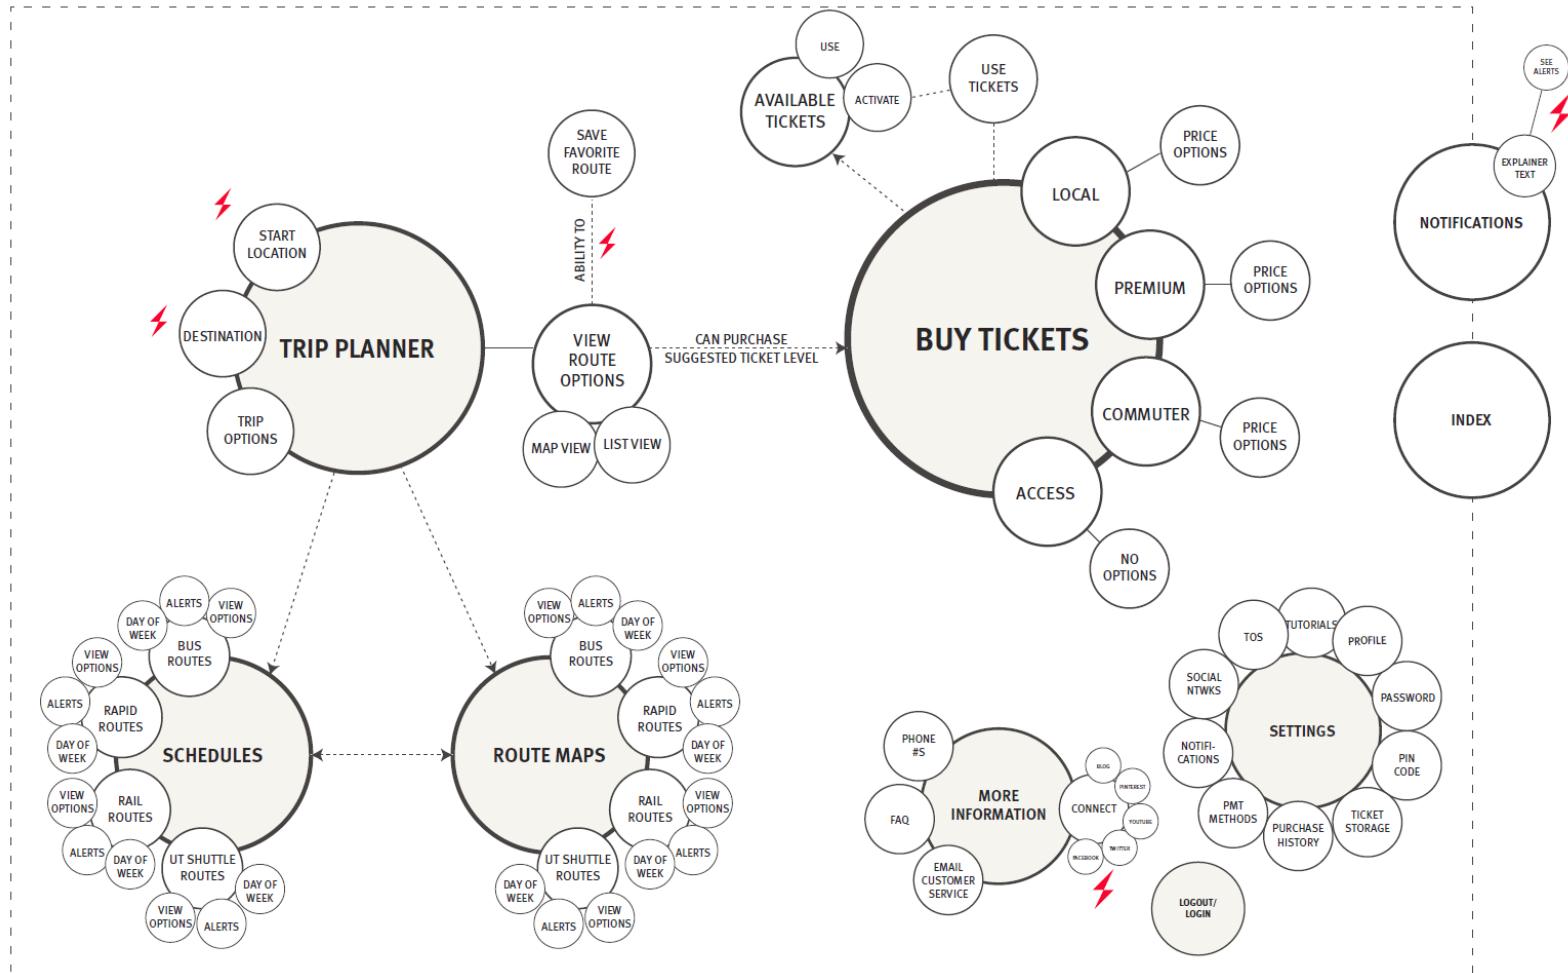 USE
AVAILABLE
TICKETS
ACTIVATE
USE
TICKETS
SEE
ALERTS
EXPLAINER
TEXT
NOTIFICATIONS
INDEX
SAVE
FAVORITE
ROUTE
ABILITY TO
START
LOCATION
DESTINATION
TRIP
OPTIONS
TRIP PLANNER
VIEW
ROUTE
OPTIONS
MAP VIEW
LIST VIEW
CAN PURCHASE
SUGGESTED TICKET LEVEL
BUY TICKETS
LOCAL
PRICE
OPTIONS
PREMIUM
PRICE
OPTIONS
COMMUTER
PRICE
OPTIONS
ACCESS
NO
OPTIONS
SCHEDULES
BUS
ROUTES
DAY OF
WEEK
ALERTS
VIEW
OPTIONS
RAPID
ROUTES
VIEW
OPTIONS
ALERTS
DAY OF
WEEK
RAIL
ROUTES
VIEW
OPTIONS
ALERTS
DAY OF
WEEK
UT SHUTTLE
ROUTES
VIEW
OPTIONS
ALERTS
DAY OF
WEEK
ROUTE MAPS
BUS
ROUTES
VIEW
OPTIONS
ALERTS
DAY OF
WEEK
RAPID
ROUTES
VIEW
OPTIONS
ALERTS
DAY OF
WEEK
RAIL
ROUTES
VIEW
OPTIONS
ALERTS
DAY OF
WEEK
UT SHUTTLE
ROUTES
DAY OF
WEEK
ALERTS
VIEW
OPTIONS
MORE
INFORMATION
PHONE
#S
FAQ
EMAIL
CUSTOMER
SERVICE
CONNECT
BLOG
PINTEREST
YOUTUBE
TWITTER
FACEBOOK
SETTINGS
TOS
TUTORIALS
PROFILE
PASSWORD
PIN
CODE
TICKET
STORAGE
PURCHASE
HISTORY
PMT
METHODS
NOTIFI-
CATIONS
SOCIAL
NTWKS
LOGOUT/
LOGIN